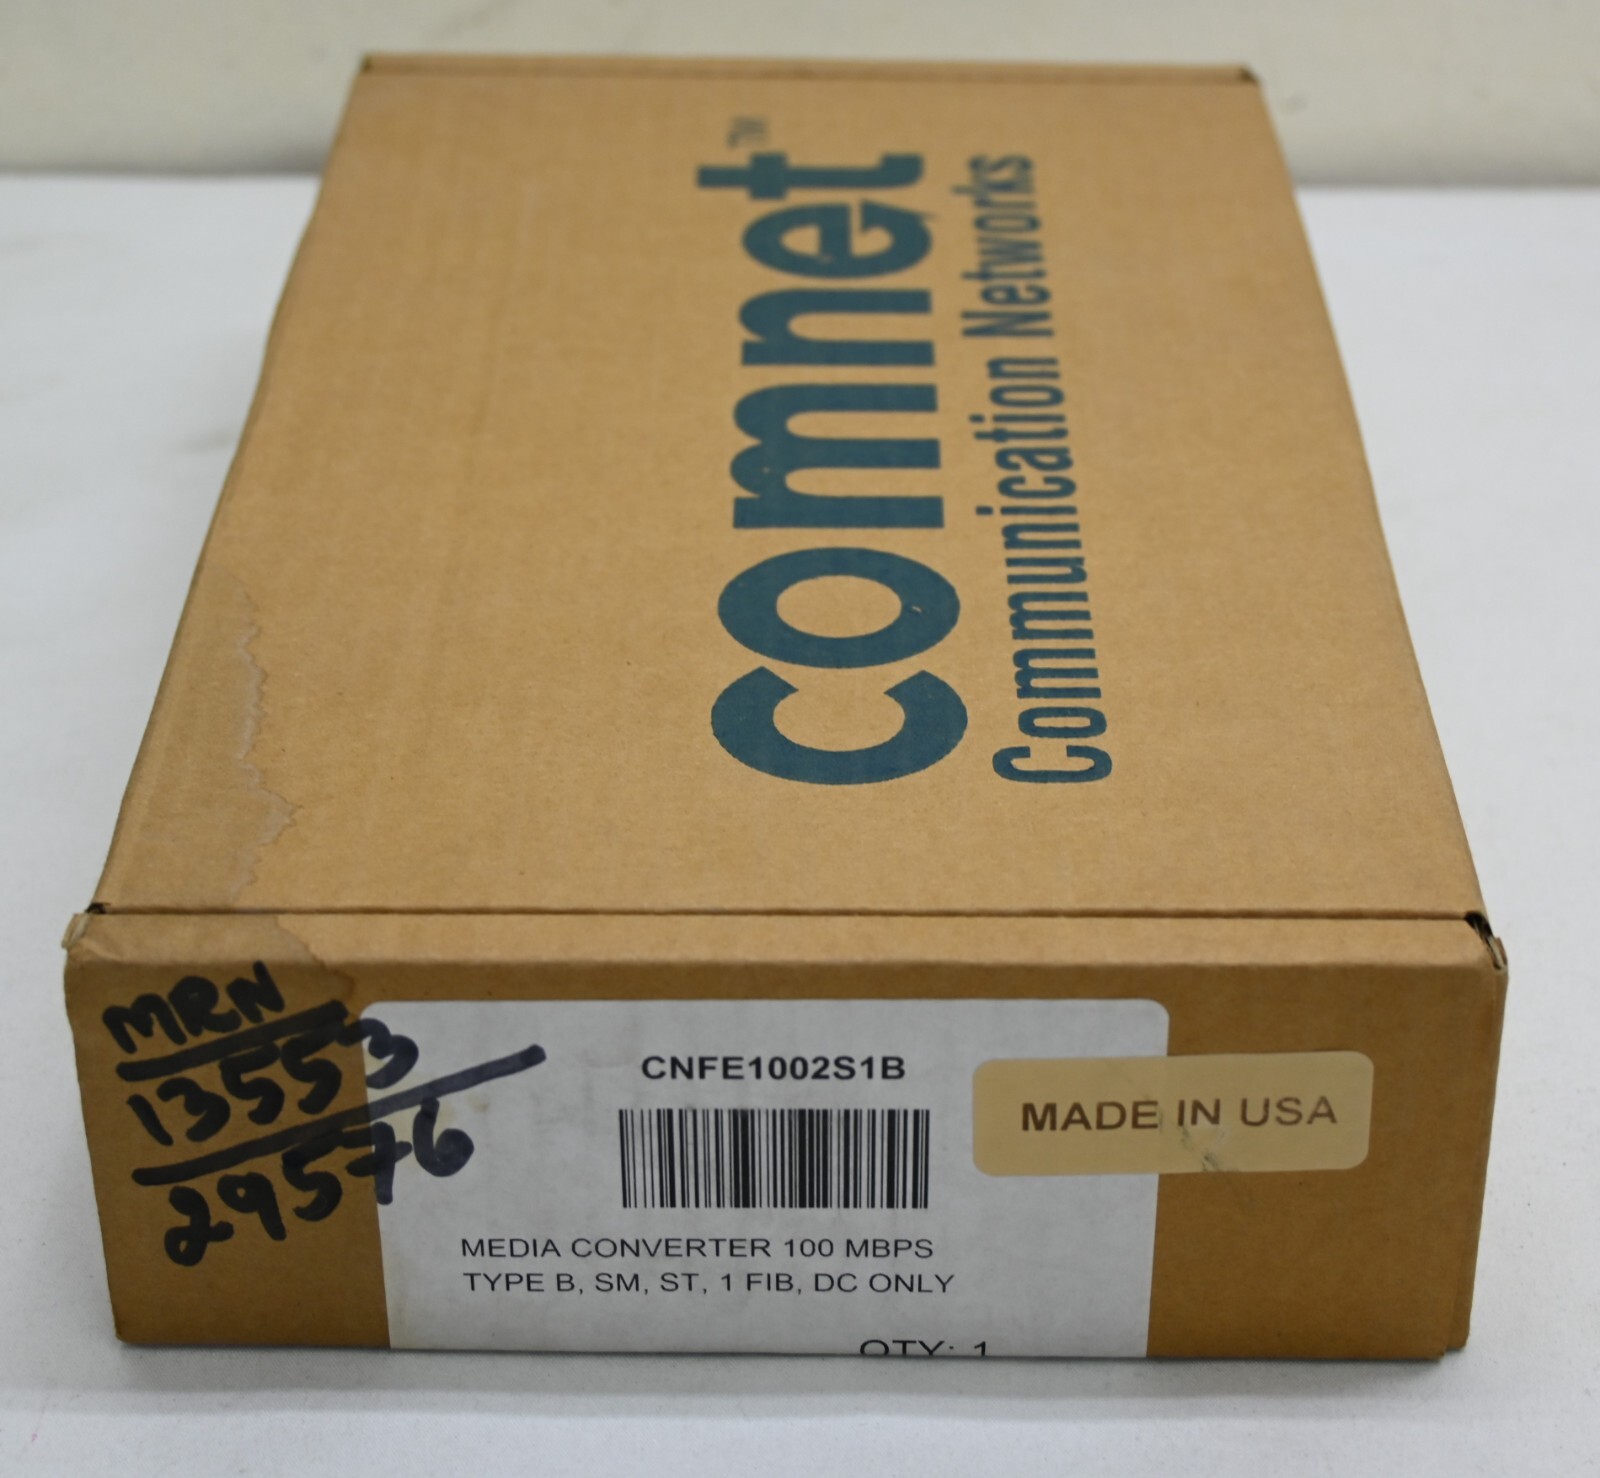 comnet™
Communication Networks
MRN
13553
29576
CNFE1002S1B
MADE IN USA
MEDIA CONVERTER 100 MBPS
TYPE B, SM, ST, 1 FIB, DC ONLY
QTY: 1